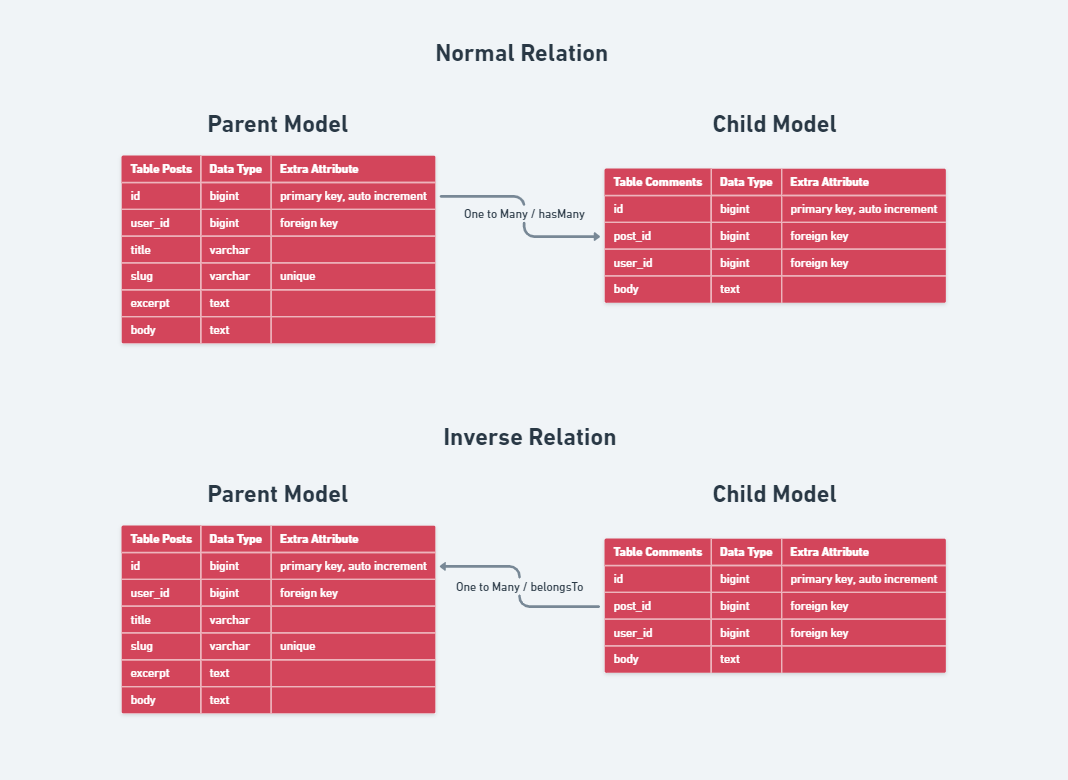 Normal Relation
Parent Model
Child Model
Table Posts Data Type Extra Attribute
id bigint primary key, auto increment
user_id bigint foreign key
title varchar
slug varchar unique
excerpt text
body text
One to Many / hasMany
Table Comments Data Type Extra Attribute
id bigint primary key, auto increment
post_id bigint foreign key
user_id bigint foreign key
body text
Inverse Relation
Parent Model
Child Model
Table Posts Data Type Extra Attribute
id bigint primary key, auto increment
user_id bigint foreign key
title varchar
slug varchar unique
excerpt text
body text
One to Many / belongsTo
Table Comments Data Type Extra Attribute
id bigint primary key, auto increment
post_id bigint foreign key
user_id bigint foreign key
body text